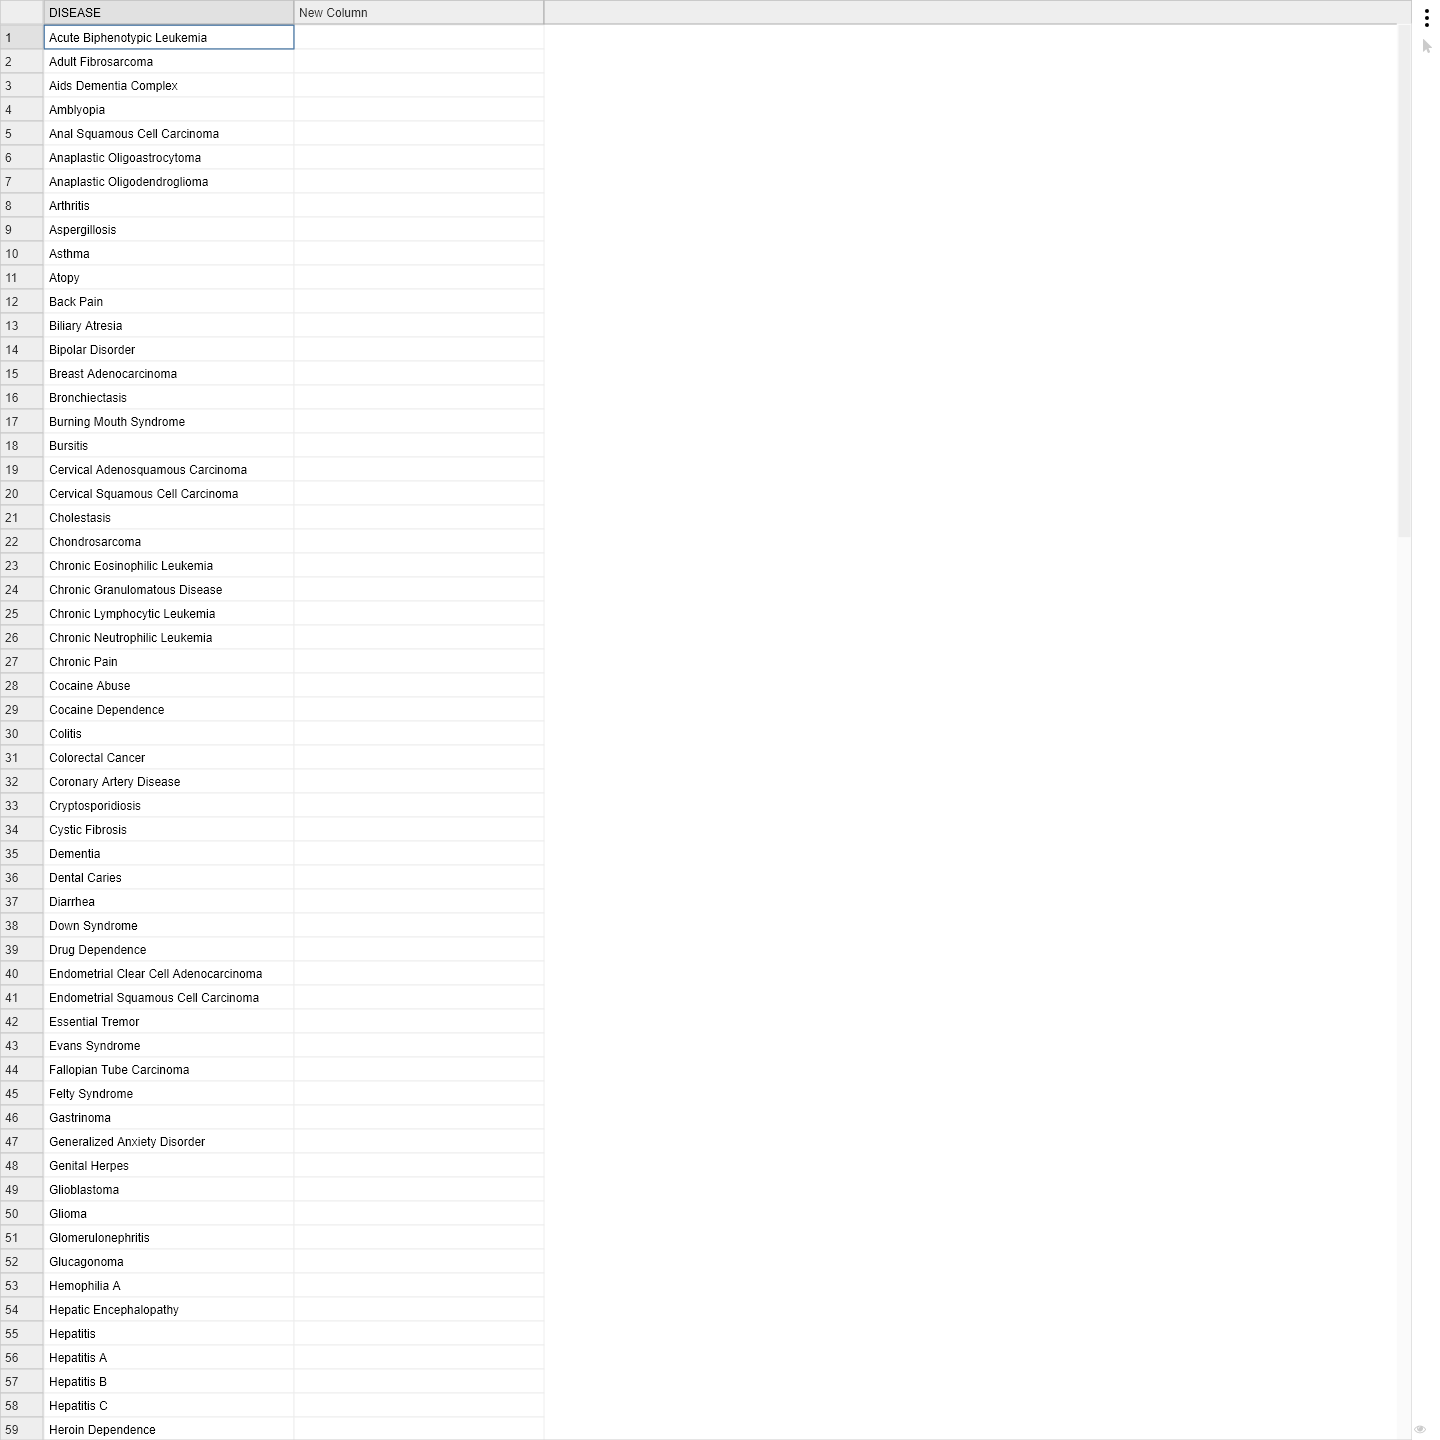 DISEASE New Column
1 Acute Biphenotypic Leukemia
2 Adult Fibrosarcoma
3 Aids Dementia Complex
4 Amblyopia
5 Anal Squamous Cell Carcinoma
6 Anaplastic Oligoastrocytoma
7 Anaplastic Oligodendroglioma
8 Arthritis
9 Aspergillosis
10 Asthma
11 Atopy
12 Back Pain
13 Biliary Atresia
14 Bipolar Disorder
15 Breast Adenocarcinoma
16 Bronchiectasis
17 Burning Mouth Syndrome
18 Bursitis
19 Cervical Adenosquamous Carcinoma
20 Cervical Squamous Cell Carcinoma
21 Cholestasis
22 Chondrosarcoma
23 Chronic Eosinophilic Leukemia
24 Chronic Granulomatous Disease
25 Chronic Lymphocytic Leukemia
26 Chronic Neutrophilic Leukemia
27 Chronic Pain
28 Cocaine Abuse
29 Cocaine Dependence
30 Colitis
31 Colorectal Cancer
32 Coronary Artery Disease
33 Cryptosporidiosis
34 Cystic Fibrosis
35 Dementia
36 Dental Caries
37 Diarrhea
38 Down Syndrome
39 Drug Dependence
40 Endometrial Clear Cell Adenocarcinoma
41 Endometrial Squamous Cell Carcinoma
42 Essential Tremor
43 Evans Syndrome
44 Fallopian Tube Carcinoma
45 Felty Syndrome
46 Gastrinoma
47 Generalized Anxiety Disorder
48 Genital Herpes
49 Glioblastoma
50 Glioma
51 Glomerulonephritis
52 Glucagonoma
53 Hemophilia A
54 Hepatic Encephalopathy
55 Hepatitis
56 Hepatitis A
57 Hepatitis B
58 Hepatitis C
59 Heroin Dependence